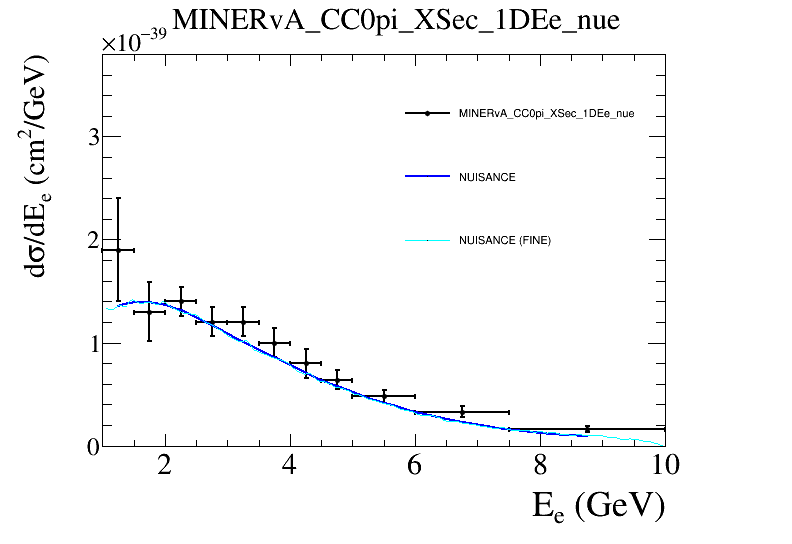 MINERvA_CC0pi_XSec_1DEe_nue
×10⁻³⁹
dσ/dEₑ (cm²/GeV)
3
2
1
0
MINERvA_CC0pi_XSec_1DEe_nue
NUISANCE
NUISANCE (FINE)
2 4 6 8 10
Eₑ (GeV)